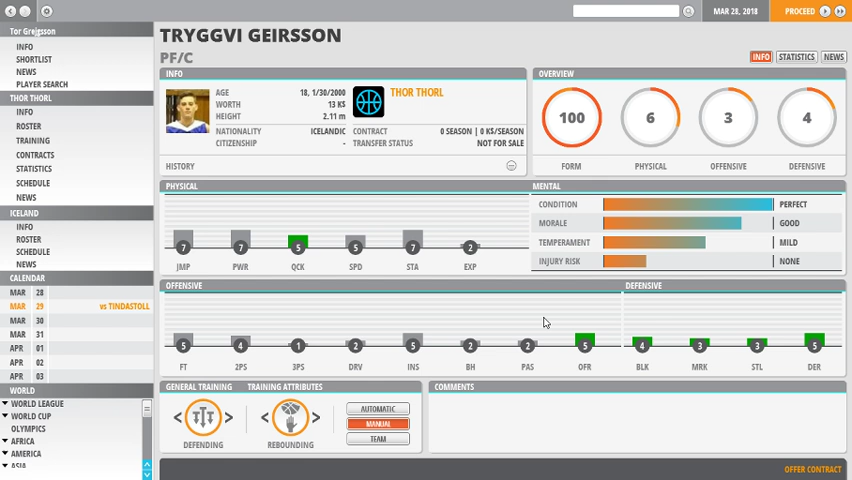 MAR 28, 2018 PROCEED
Tor Grejgsson
INFO
SHORTLIST
NEWS
PLAYER SEARCH
THOR THORL
INFO
ROSTER
TRAINING
CONTRACTS
STATISTICS
SCHEDULE
NEWS
ICELAND
INFO
ROSTER
SCHEDULE
NEWS
CALENDAR
MAR 28
MAR 29 vs TINDASTOLL
MAR 30
MAR 31
APR 01
APR 02
APR 03
WORLD
WORLD LEAGUE
WORLD CUP
OLYMPICS
AFRICA
AMERICA
ASIA
TRYGGVI GEIRSSON
PF/C
INFO STATISTICS NEWS
INFO
AGE 18, 1/30/2000
WORTH 13 K$
HEIGHT 2.11 m
NATIONALITY ICELANDIC
CITIZENSHIP -
THOR THORL
CONTRACT 0 SEASON | 0 K$/SEASON
TRANSFER STATUS NOT FOR SALE
HISTORY
OVERVIEW
100 6 3 4
FORM PHYSICAL OFFENSIVE DEFENSIVE
PHYSICAL
7 7 5 5 7 2
JMP PWR QCK SPD STA EXP
MENTAL
CONDITION PERFECT
MORALE GOOD
TEMPERAMENT MILD
INJURY RISK NONE
OFFENSIVE
5 4 1 2 5 2 2 5
FT 2PS 3PS DRV INS BH PAS OFR
DEFENSIVE
4 3 3 5
BLK MRK STL DER
GENERAL TRAINING TRAINING ATTRIBUTES
DEFENDING REBOUNDING
AUTOMATIC
MANUAL
TEAM
COMMENTS
OFFER CONTRACT